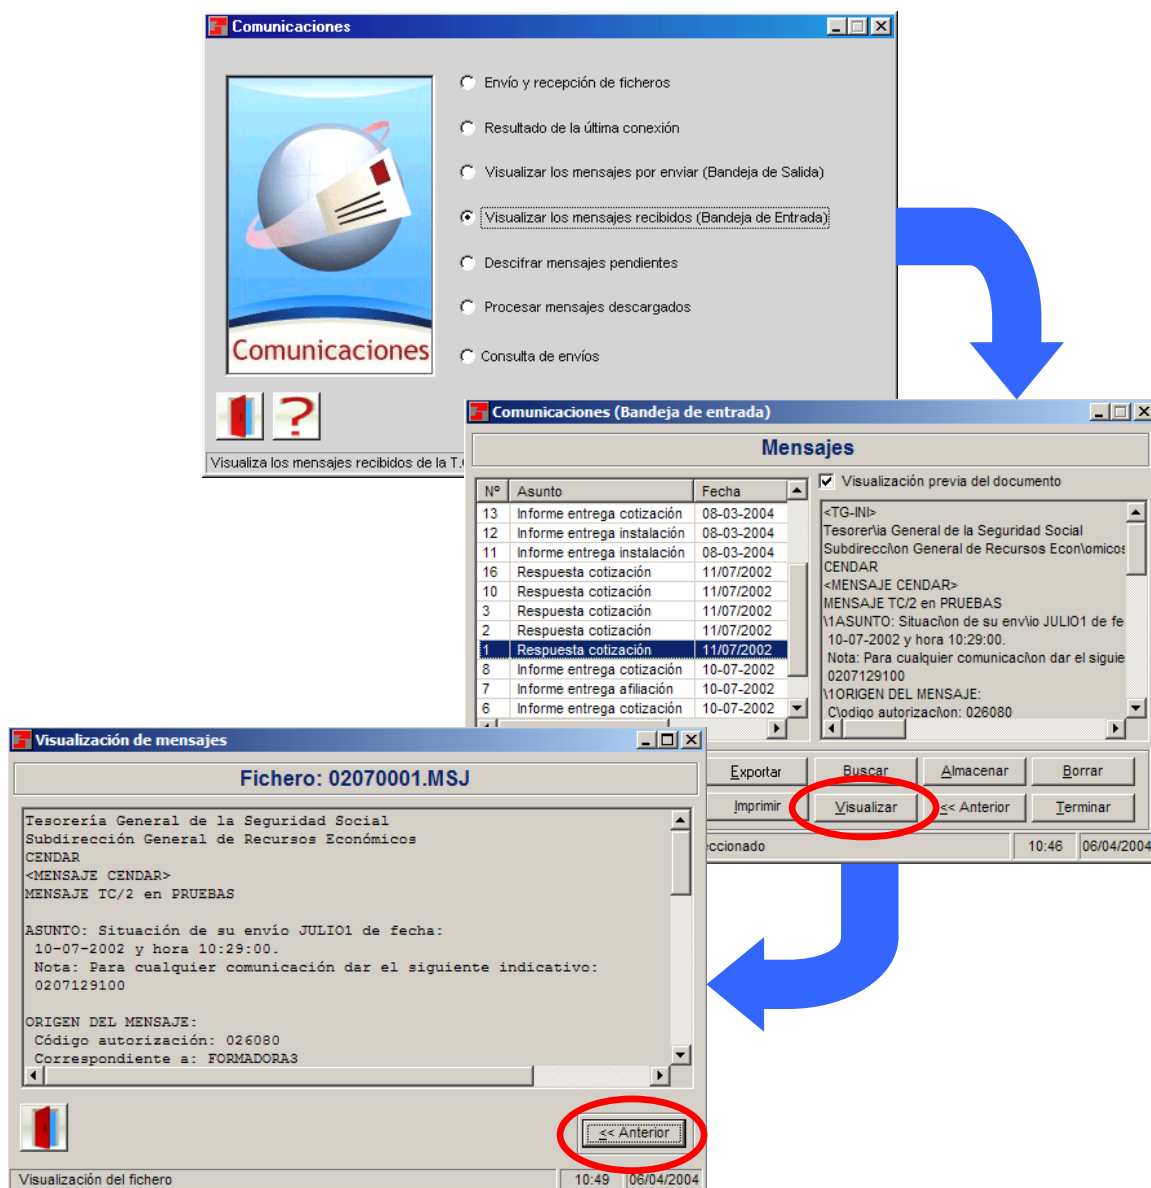 Comunicaciones
Envío y recepción de ficheros
Resultado de la última conexión
Visualizar los mensajes por enviar (Bandeja de Salida)
Visualizar los mensajes recibidos (Bandeja de Entrada)
Descifrar mensajes pendientes
Procesar mensajes descargados
Consulta de envíos
Comunicaciones
?
Visualiza los mensajes recibidos de la T.
Comunicaciones (Bandeja de entrada)
Mensajes
Nº Asunto Fecha
13 Informe entrega cotización 08-03-2004
12 Informe entrega instalación 08-03-2004
11 Informe entrega instalación 08-03-2004
16 Respuesta cotización 11/07/2002
10 Respuesta cotización 11/07/2002
3 Respuesta cotización 11/07/2002
2 Respuesta cotización 11/07/2002
1 Respuesta cotización 11/07/2002
8 Informe entrega cotización 10-07-2002
7 Informe entrega afiliación 10-07-2002
6 Informe entrega cotización 10-07-2002
Visualización previa del documento
<TG-INI>
Tesorer\ia General de la Seguridad Social
Subdirecci\on General de Recursos Econ\omicos
CENDAR
<MENSAJE CENDAR>
MENSAJE TC/2 en PRUEBAS
\1ASUNTO: Situaci\on de su env\io JULIO1 de fe
10-07-2002 y hora 10:29:00.
Nota: Para cualquier comunicaci\on dar el siguie
0207129100
\1ORIGEN DEL MENSAJE:
C\odigo autorizaci\on: 026080
Exportar Buscar Almacenar Borrar
Imprimir Visualizar << Anterior Terminar
eccionado 10:46 06/04/2004
Visualización de mensajes
Fichero: 02070001.MSJ
Tesorería General de la Seguridad Social
Subdirección General de Recursos Económicos
CENDAR
<MENSAJE CENDAR>
MENSAJE TC/2 en PRUEBAS
ASUNTO: Situación de su envío JULIO1 de fecha:
10-07-2002 y hora 10:29:00.
Nota: Para cualquier comunicación dar el siguiente indicativo:
0207129100
ORIGEN DEL MENSAJE:
Código autorización: 026080
Correspondiente a: FORMADORA3
<< Anterior
Visualización del fichero 10:49 06/04/2004